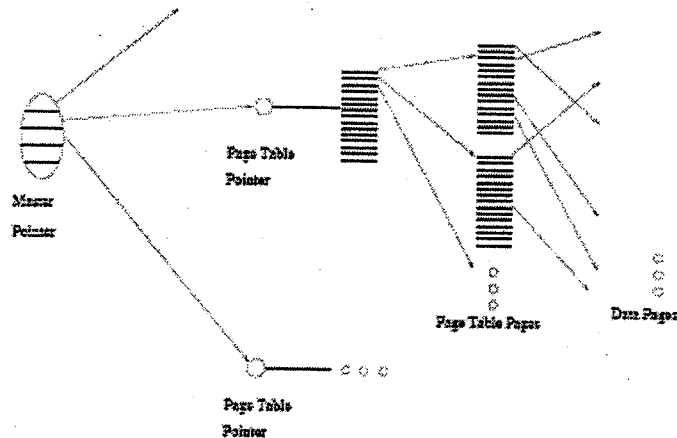 Page Table
Pointer
Master
Pointer
Page Table Pages
Data Pages
Page Table
Pointer